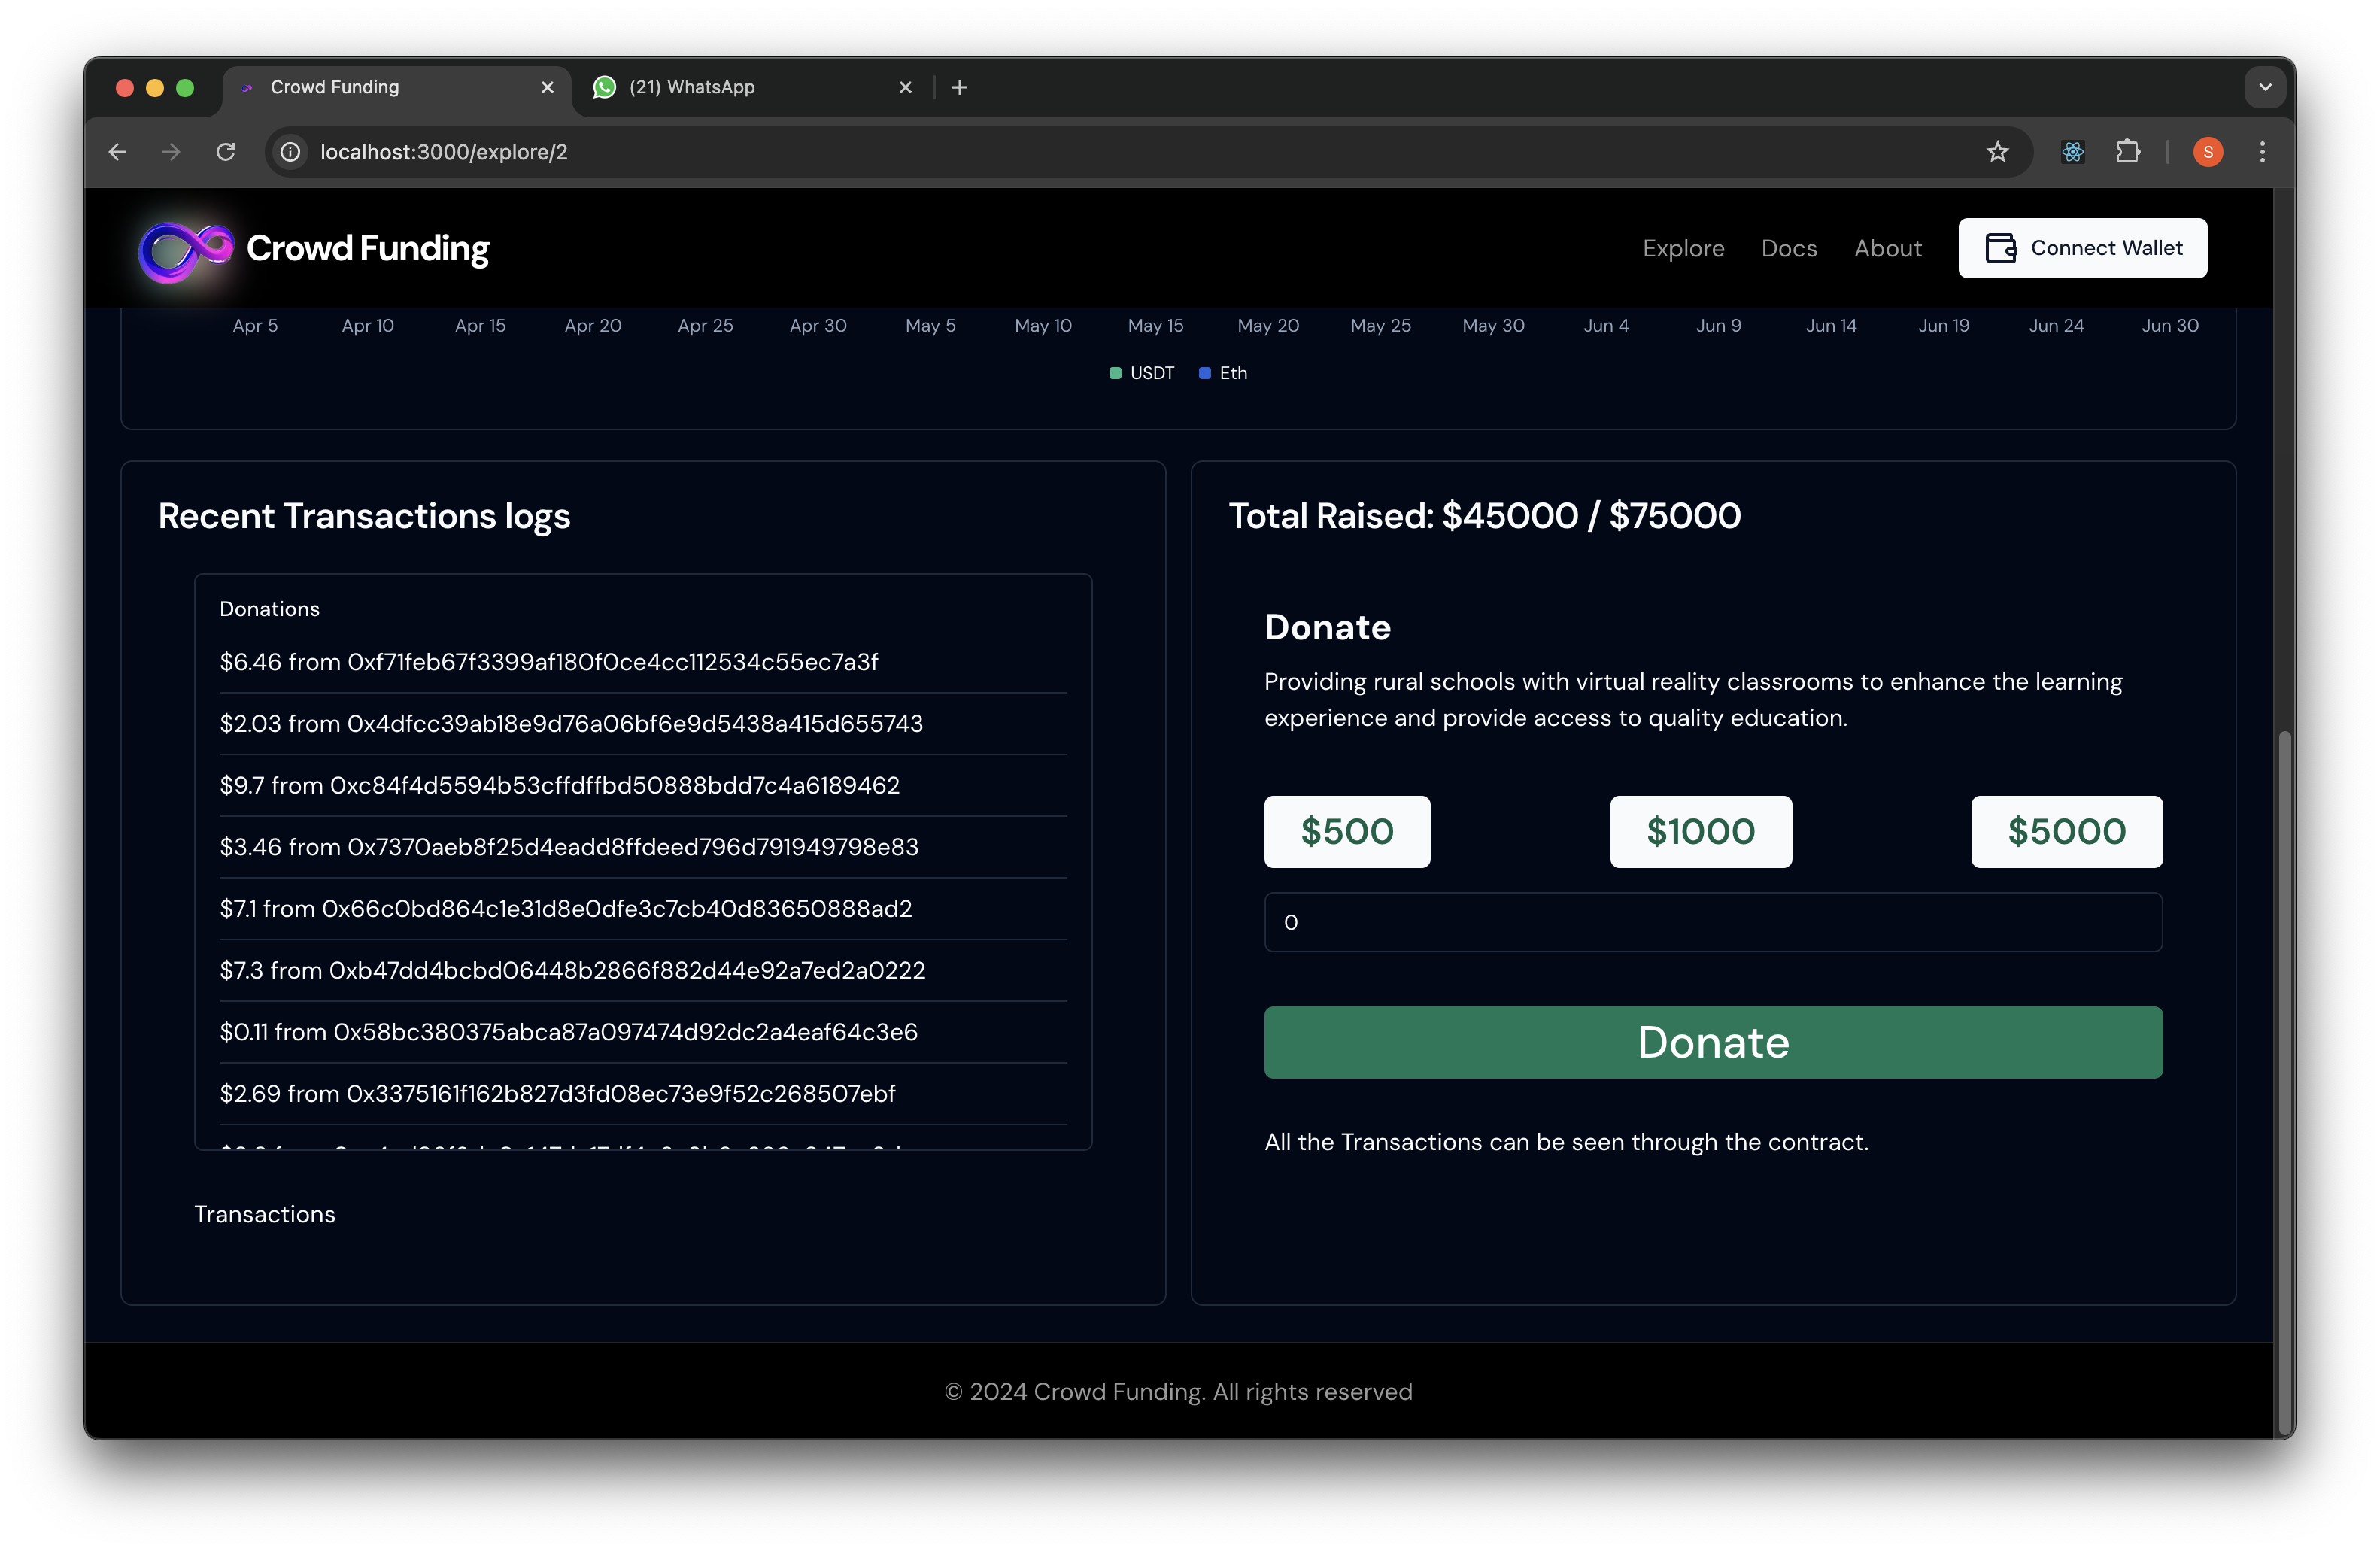 Crowd Funding
(21) WhatsApp
localhost:3000/explore/2
S
Crowd Funding
Explore
Docs
About
Connect Wallet
Apr 5 Apr 10 Apr 15 Apr 20 Apr 25 Apr 30 May 5 May 10 May 15 May 20 May 25 May 30 Jun 4 Jun 9 Jun 14 Jun 19 Jun 24 Jun 30
USDT Eth
Recent Transactions logs
Donations
$6.46 from 0xf71feb67f3399af180f0ce4cc112534c55ec7a3f
$2.03 from 0x4dfcc39ab18e9d76a06bf6e9d5438a415d655743
$9.7 from 0xc84f4d5594b53cffdffbd50888bdd7c4a6189462
$3.46 from 0x7370aeb8f25d4eadd8ffdeed796d791949798e83
$7.1 from 0x66c0bd864c1e31d8e0dfe3c7cb40d83650888ad2
$7.3 from 0xb47dd4bcbd06448b2866f882d44e92a7ed2a0222
$0.11 from 0x58bc380375abca87a097474d92dc2a4eaf64c3e6
$2.69 from 0x3375161f162b827d3fd08ec73e9f52c268507ebf
Transactions
Total Raised: $45000 / $75000
Donate
Providing rural schools with virtual reality classrooms to enhance the learning
experience and provide access to quality education.
$500
$1000
$5000
0
Donate
All the Transactions can be seen through the contract.
© 2024 Crowd Funding. All rights reserved